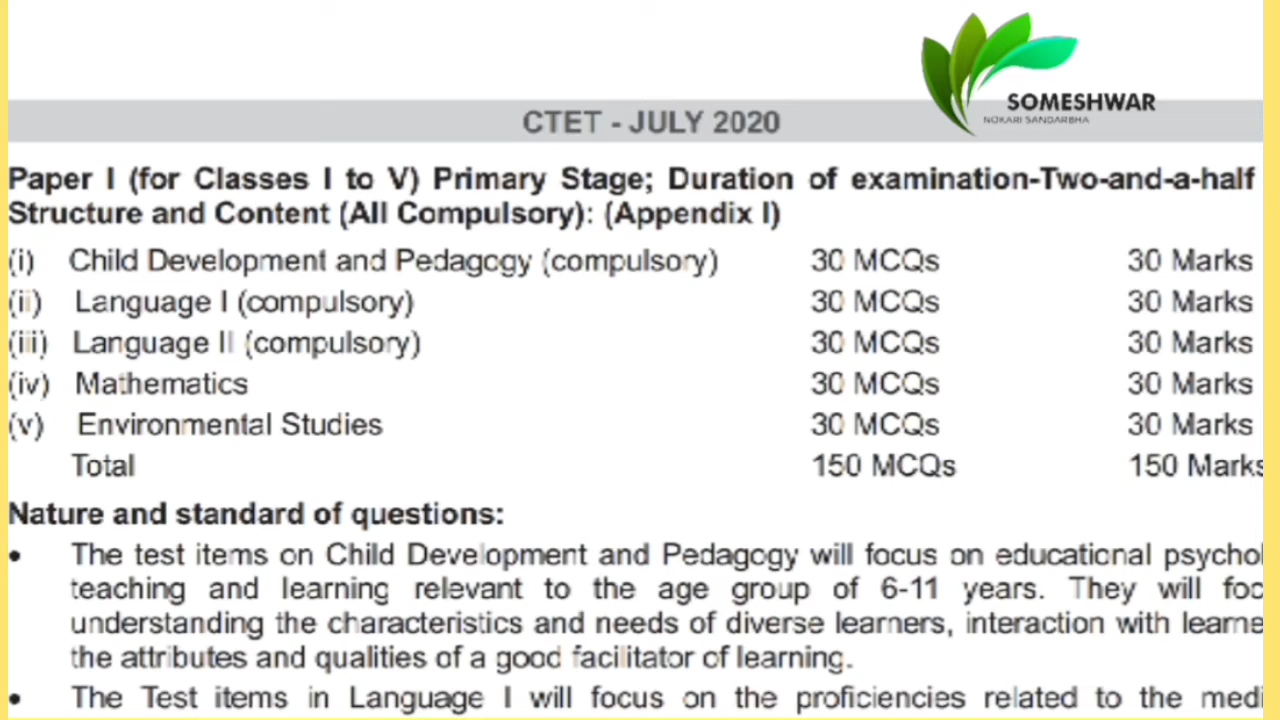 SOMESHWAR
NOKARI SANDARBHA
CTET - JULY 2020
Paper I (for Classes I to V) Primary Stage; Duration of examination-Two-and-a-half
Structure and Content (All Compulsory): (Appendix I)
(i) Child Development and Pedagogy (compulsory) 30 MCQs 30 Marks
(ii) Language I (compulsory) 30 MCQs 30 Marks
(iii) Language II (compulsory) 30 MCQs 30 Marks
(iv) Mathematics 30 MCQs 30 Marks
(v) Environmental Studies 30 MCQs 30 Marks
Total 150 MCQs 150 Marks
Nature and standard of questions:
• The test items on Child Development and Pedagogy will focus on educational psychol
teaching and learning relevant to the age group of 6-11 years. They will foc
understanding the characteristics and needs of diverse learners, interaction with learne
the attributes and qualities of a good facilitator of learning.
• The Test items in Language I will focus on the proficiencies related to the medi